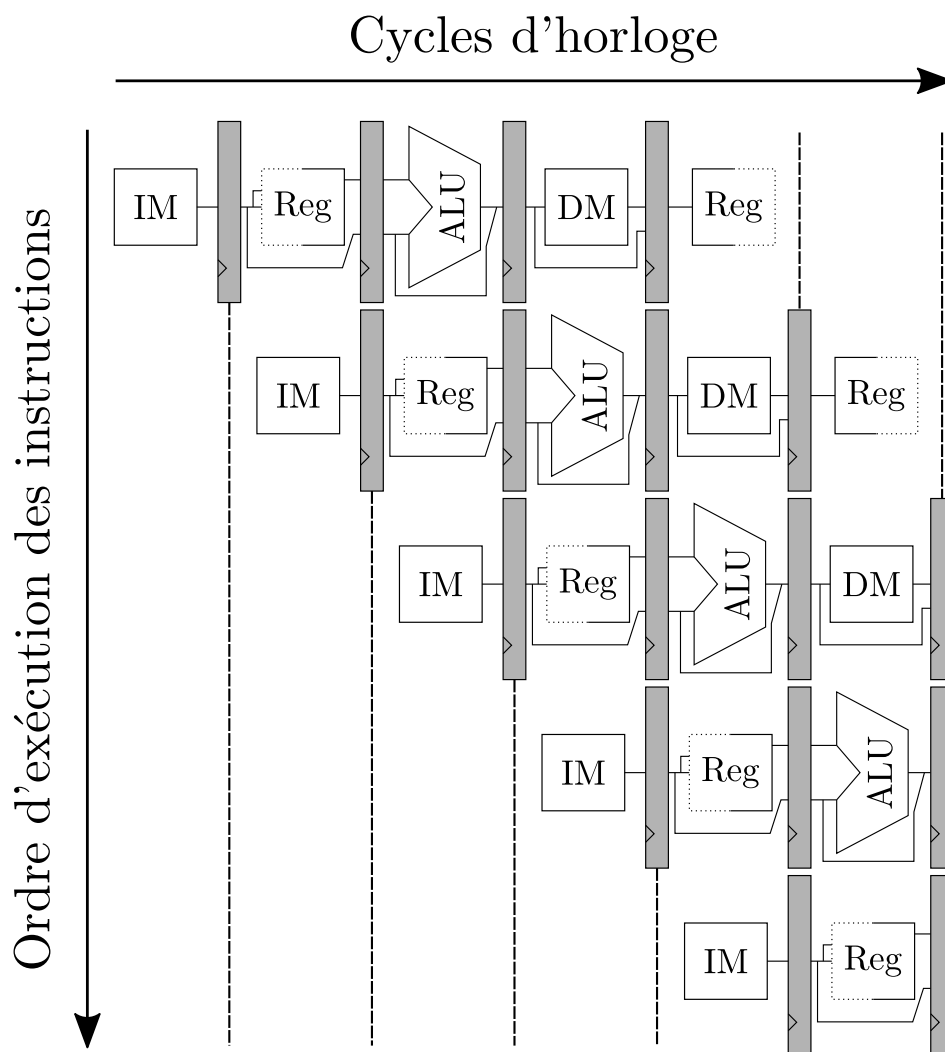 Cycles d'horloge
Ordre d'exécution des instructions
IM Reg ALU DM Reg
IM Reg ALU DM Reg
IM Reg ALU DM
IM Reg ALU
IM Reg